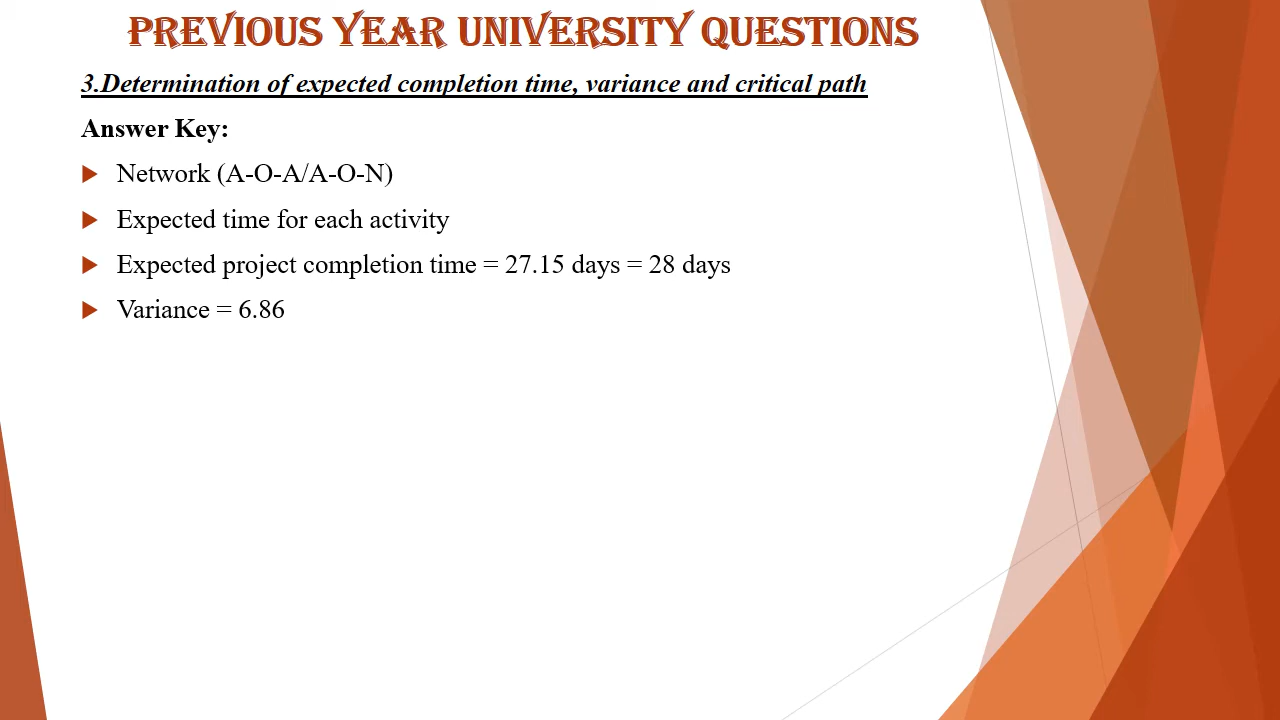 PREVIOUS YEAR UNIVERSITY QUESTIONS
3.Determination of expected completion time, variance and critical path
Answer Key:
Network (A-O-A/A-O-N)
Expected time for each activity
Expected project completion time = 27.15 days = 28 days
Variance = 6.86